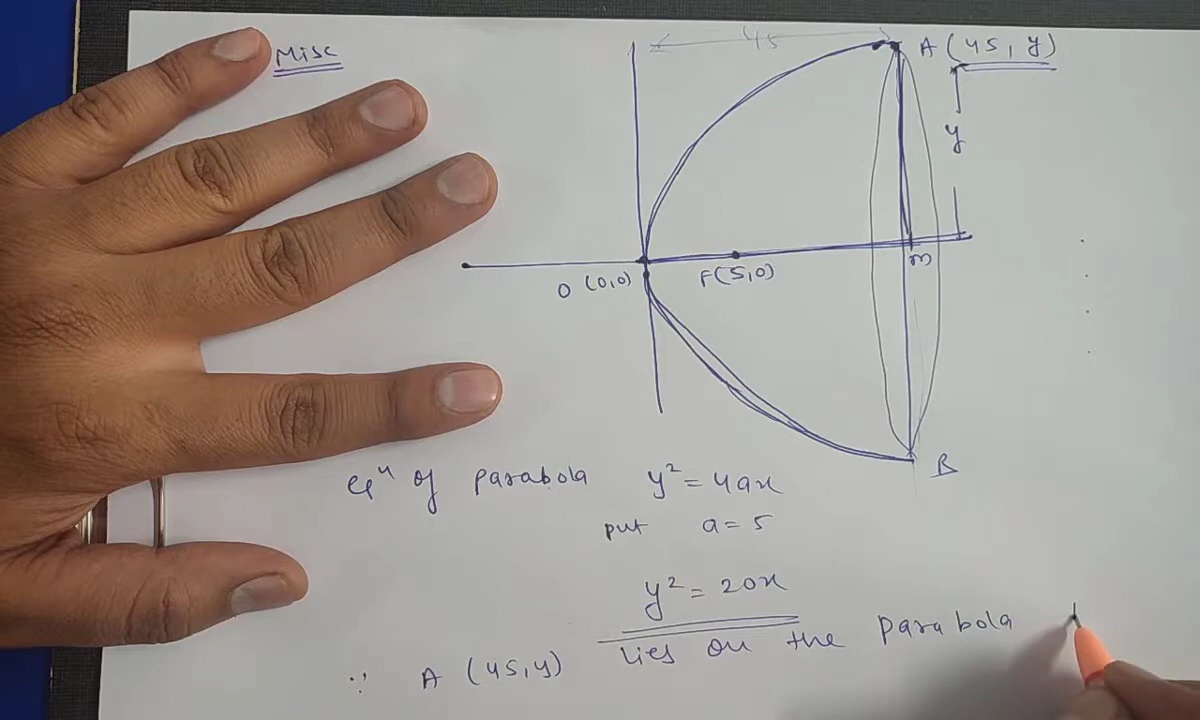 Misc
45
A (45, y)
y
O (0,0)
F(5,0)
m
B
eqⁿ of parabola y² = 4ax
put a = 5
y² = 20x
∵ A (45, y) lies on the parabola